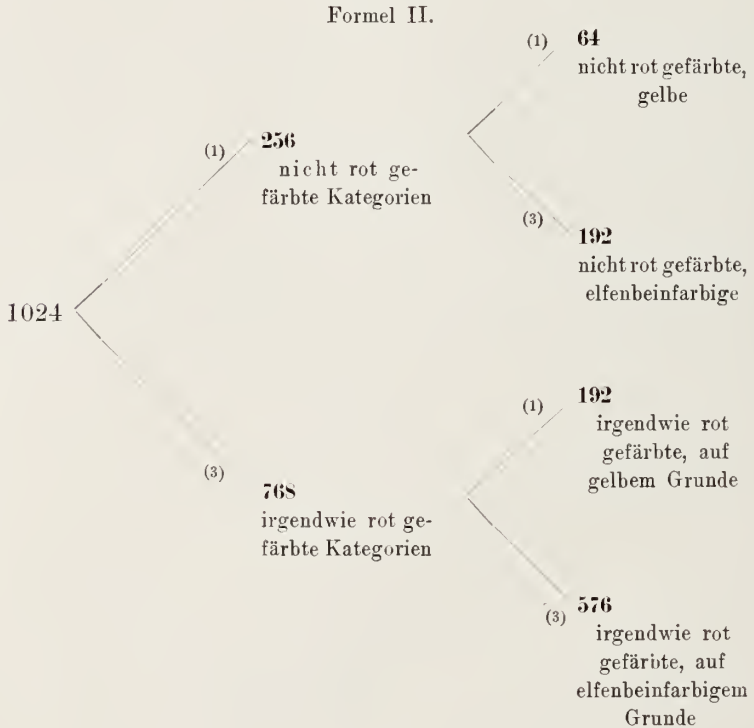 Formel II.
(1) 64
nicht rot gefärbte,
gelbe
(1) 256
nicht rot ge-
färbte Kategorien
(3) 192
nicht rot gefärbte,
elfenbeinfarbige
1024
(1) 192
irgendwie rot
gefärbte, auf
gelbem Grunde
(3) 768
irgendwie rot ge-
färbte Kategorien
(3) 576
irgendwie rot
gefärbte, auf
elfenbeinfarbigem
Grunde